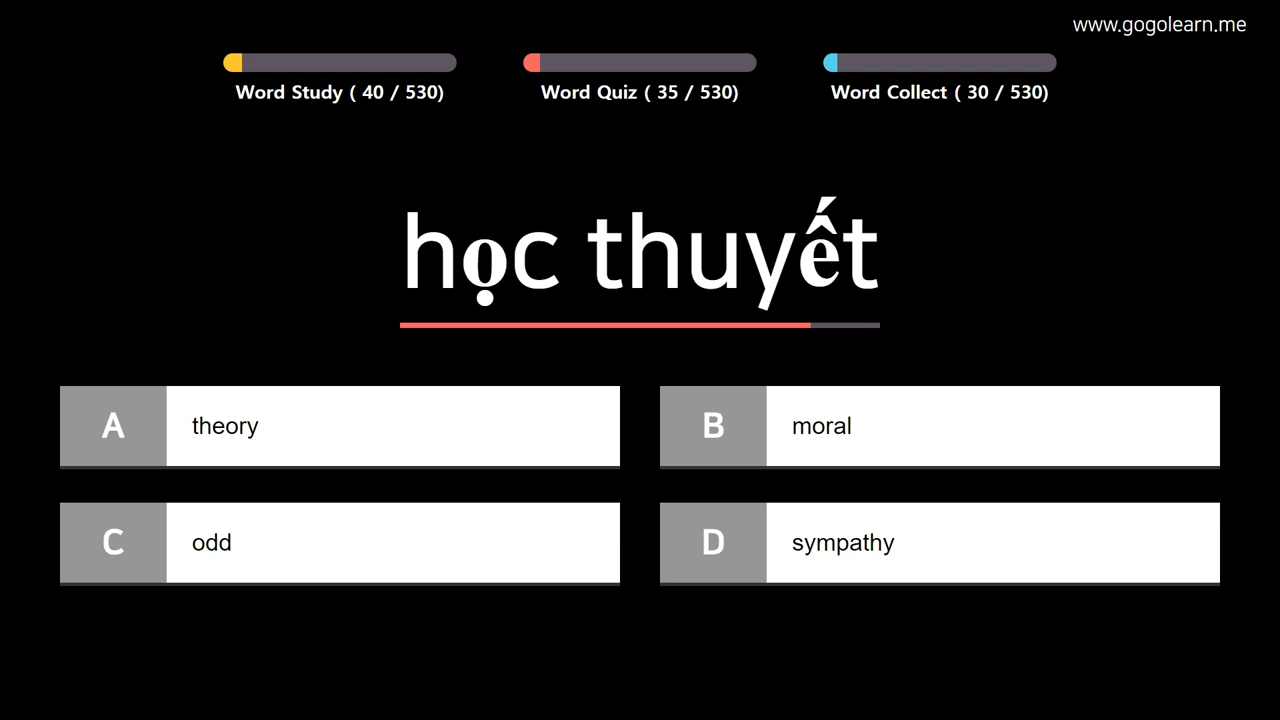 www.gogolearn.me
Word Study ( 40 / 530)
Word Quiz ( 35 / 530)
Word Collect ( 30 / 530)
học thuyết
A theory
B moral
C odd
D sympathy